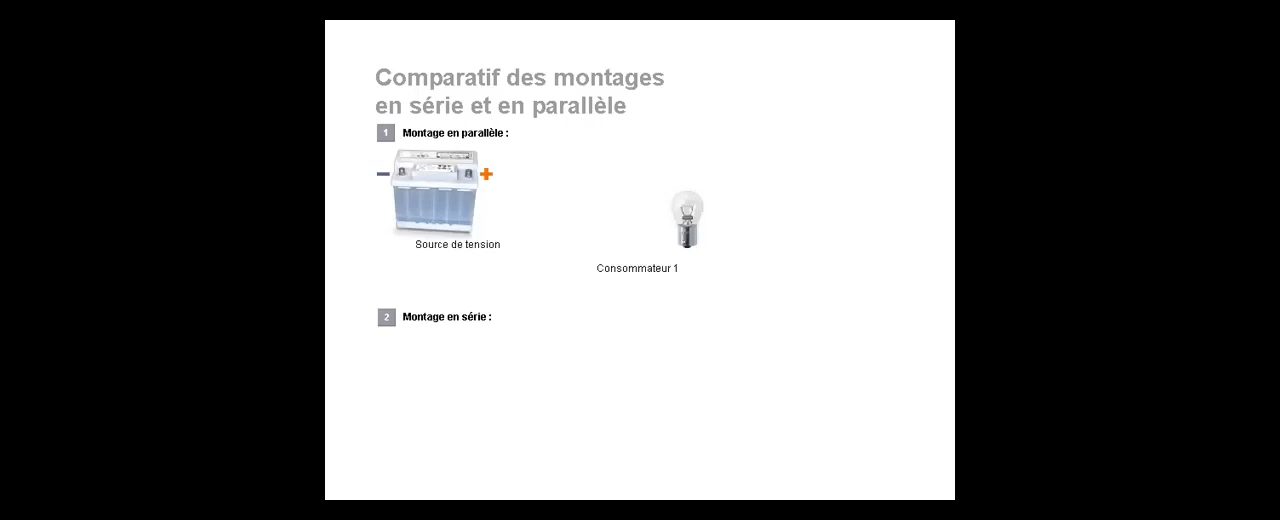 Comparatif des montages
en série et en parallèle
1 Montage en parallèle :
Source de tension
Consommateur 1
2 Montage en série :